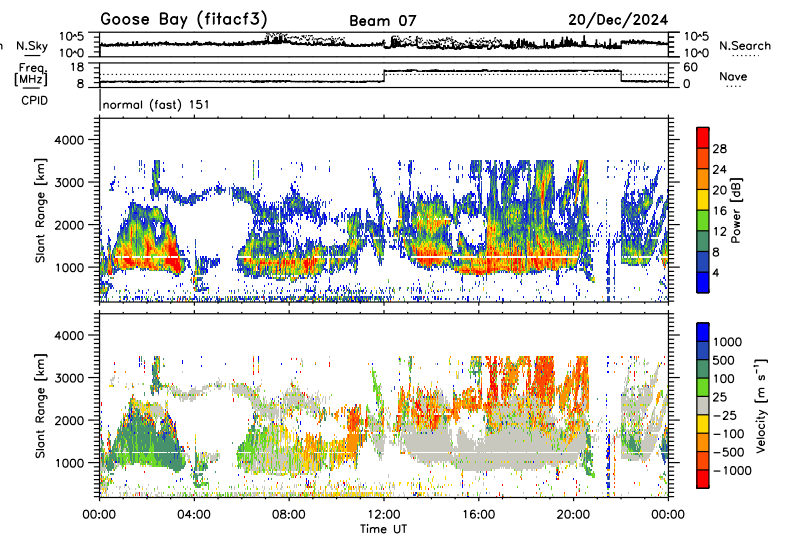 Goose Bay (fitacf3) Beam 07 20/Dec/2024
n N.Sky 10^5 10^5 N.Search
10^0 10^0
Freq. 18 60 Nave
[MHz] 8 0
CPID normal (fast) 151
Slant Range [km]
4000
3000
2000
1000
Power [dB]
28
24
20
16
12
8
4
Slant Range [km]
4000
3000
2000
1000
Velocity [m s⁻¹]
1000
500
100
25
-25
-100
-500
-1000
00:00 04:00 08:00 12:00 16:00 20:00 00:00
Time UT